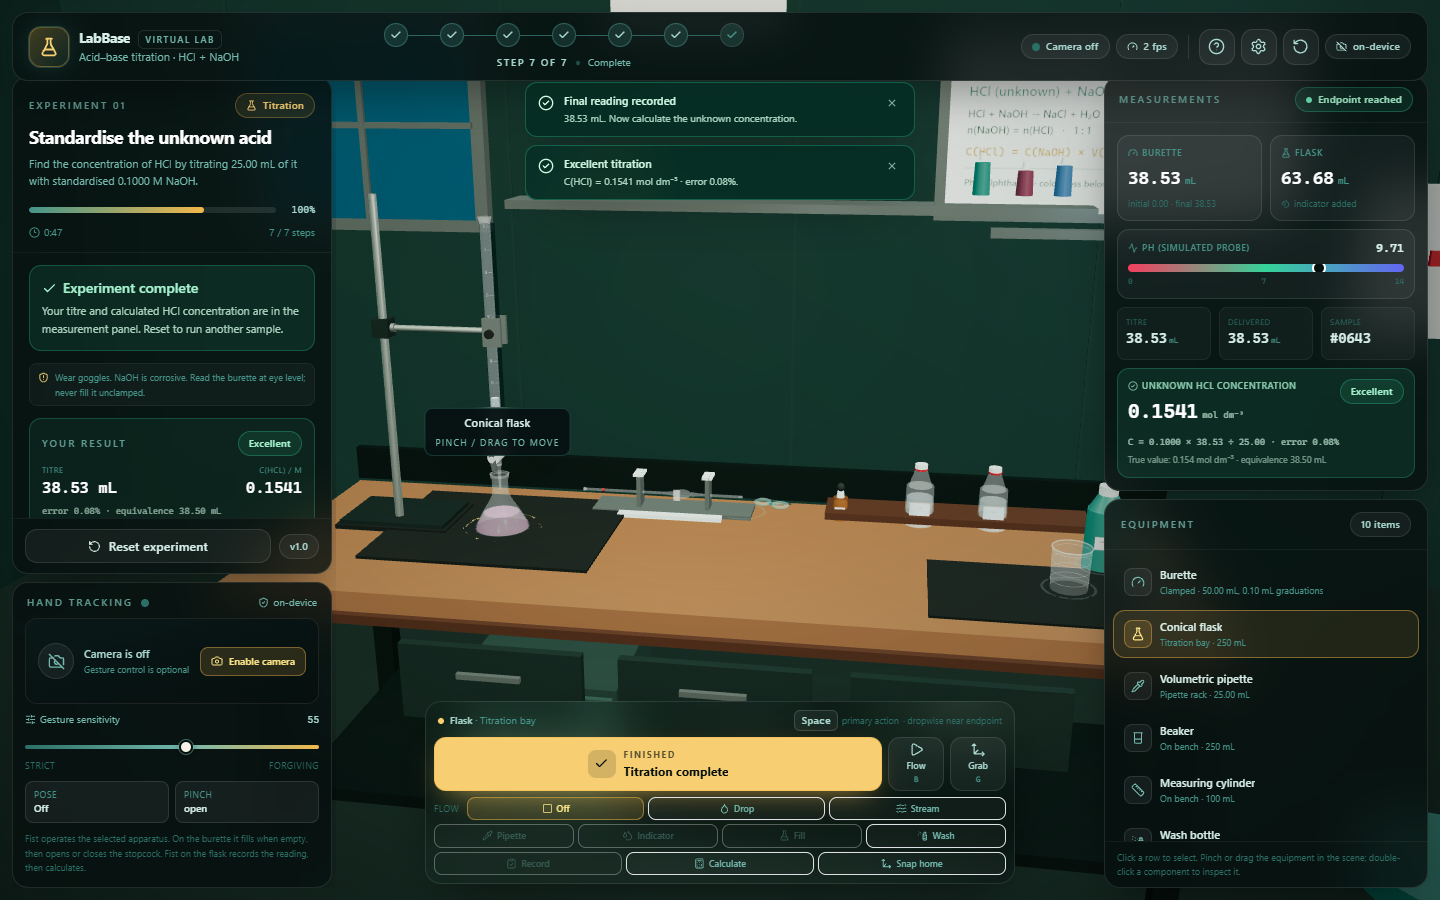 LabBase VIRTUAL LAB
Acid–base titration · HCl + NaOH
STEP 7 OF 7 Complete
Camera off
2 fps
on-device
EXPERIMENT 01
Titration
Standardise the unknown acid
Find the concentration of HCl by titrating 25.00 mL of it
with standardised 0.1000 M NaOH.
100%
0:47
7 / 7 steps
Experiment complete
Your titre and calculated HCl concentration are in the
measurement panel. Reset to run another sample.
Wear goggles. NaOH is corrosive. Read the burette at eye level;
never fill it unclamped.
YOUR RESULT
Excellent
TITRE
C(HCL) / M
38.53 mL
0.1541
error 0.08% · equivalence 38.50 mL
Reset experiment
v1.0
HAND TRACKING
on-device
Camera is off
Gesture control is optional
Enable camera
Gesture sensitivity
55
STRICT
FORGIVING
POSE
Off
PINCH
open
Fist operates the selected apparatus. On the burette it fills when empty,
then opens or closes the stopcock. Fist on the flask records the reading,
then calculates.
Final reading recorded
38.53 mL. Now calculate the unknown concentration.
Excellent titration
C(HCl) = 0.1541 mol dm⁻³ · error 0.08%.
HCl (unknown) + NaO
HCl + NaOH → NaCl + H₂O
n(NaOH) = n(HCl) · 1:1
C(HCl) = C(NaOH) × V(
Conical flask
PINCH / DRAG TO MOVE
Flask · Titration bay
Space primary action · dropwise near endpoint
FINISHED
Titration complete
Flow
B
Grab
G
FLOW
Off
Drop
Stream
Pipette
Indicator
Fill
Wash
Record
Calculate
Snap home
MEASUREMENTS
Endpoint reached
BURETTE
38.53 mL
initial 0.00 · final 38.53
FLASK
63.68 mL
indicator added
PH (SIMULATED PROBE)
9.71
0
7
14
TITRE
38.53 mL
DELIVERED
38.53 mL
SAMPLE
#0643
UNKNOWN HCL CONCENTRATION
Excellent
0.1541 mol dm⁻³
C = 0.1000 × 38.53 ÷ 25.00 · error 0.08%
True value: 0.154 mol dm⁻³ · equivalence 38.50 mL
EQUIPMENT
10 items
Burette
Clamped · 50.00 mL, 0.10 mL graduations
Conical flask
Titration bay · 250 mL
Volumetric pipette
Pipette rack · 25.00 mL
Beaker
On bench · 250 mL
Measuring cylinder
On bench · 100 mL
Wash bottle
Click a row to select. Pinch or drag the equipment in the scene; double-
click a component to inspect it.